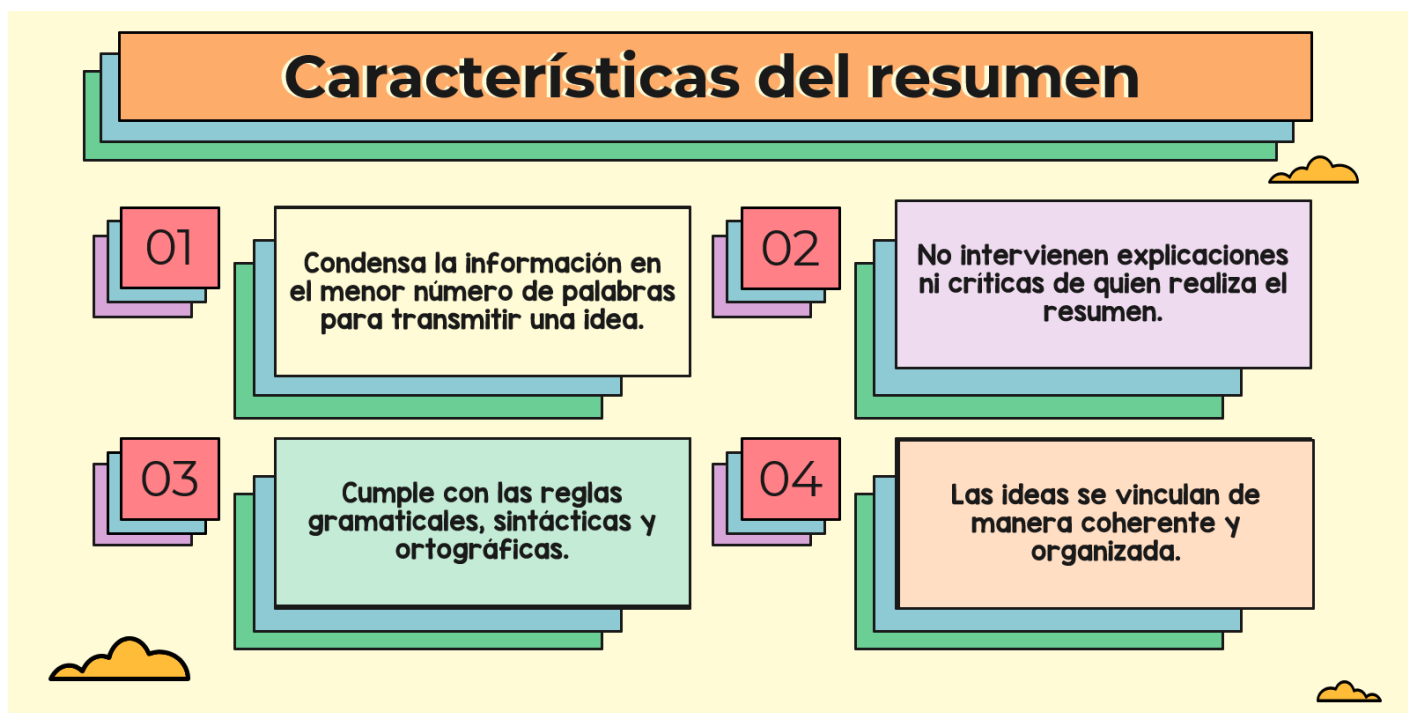 Características del resumen
01
Condensa la información en
el menor número de palabras
para transmitir una idea.
02
No intervienen explicaciones
ni críticas de quien realiza el
resumen.
03
Cumple con las reglas
gramaticales, sintácticas y
ortográficas.
04
Las ideas se vinculan de
manera coherente y
organizada.